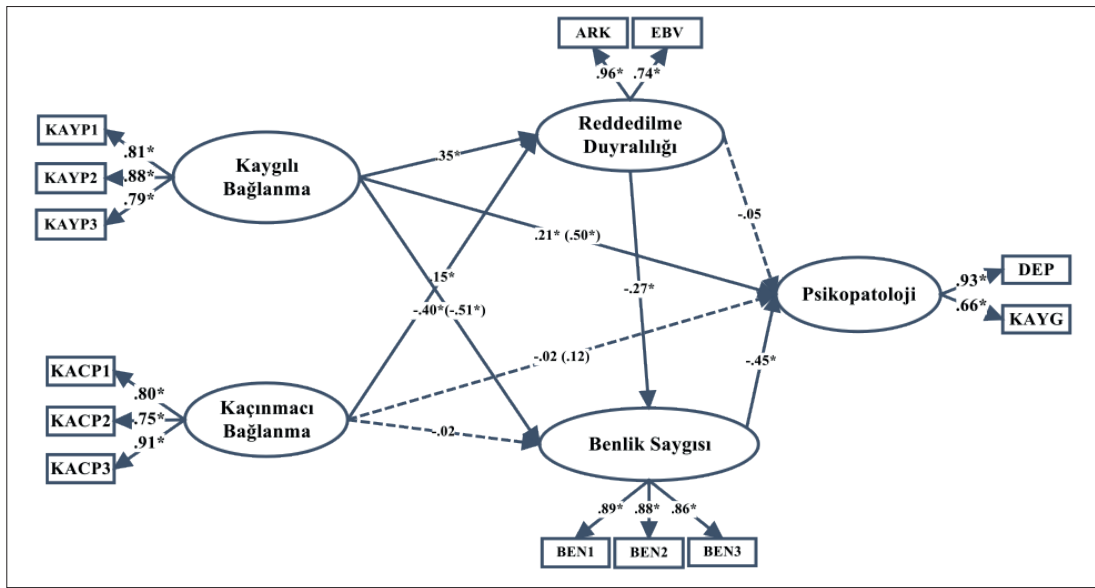 ARK
EBV
.96*
.74*
Reddedilme
Duyralılığı
KAYP1
KAYP2
KAYP3
.81*
.88*
.79*
Kaygılı
Bağlanma
.35*
-.05
.21* (.50*)
.15*
-.40*(-.51*)
-.27*
Psikopatoloji
.93*
.66*
DEP
KAYG
KACP1
KACP2
KACP3
.80*
.75*
.91*
Kaçınmacı
Bağlanma
-.02 (.12)
-.02
-.45*
Benlik Saygısı
.89*
.88*
.86*
BEN1
BEN2
BEN3